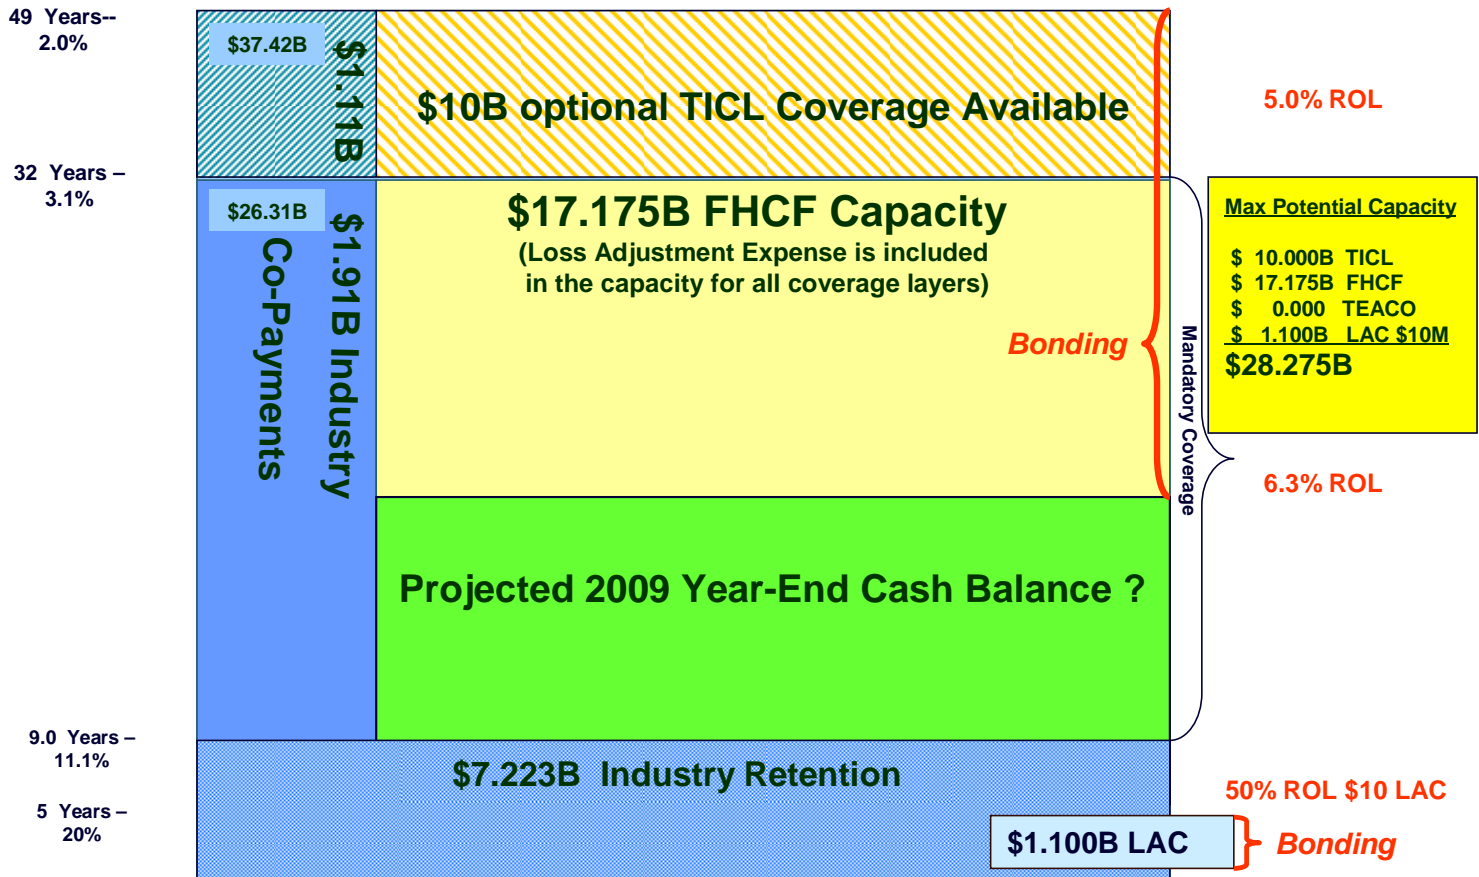 49 Years--
2.0%
$37.42B
$1.11B
$10B optional TICL Coverage Available
5.0% ROL
32 Years –
3.1%
$26.31B
$1.91B Industry
Co-Payments
$17.175B FHCF Capacity
(Loss Adjustment Expense is included
in the capacity for all coverage layers)
Bonding
Mandatory Coverage
Max Potential Capacity
$ 10.000B TICL
$ 17.175B FHCF
$ 0.000 TEACO
$ 1.100B LAC $10M
$28.275B
6.3% ROL
Projected 2009 Year-End Cash Balance ?
9.0 Years –
11.1%
$7.223B Industry Retention
50% ROL $10 LAC
5 Years –
20%
$1.100B LAC
Bonding